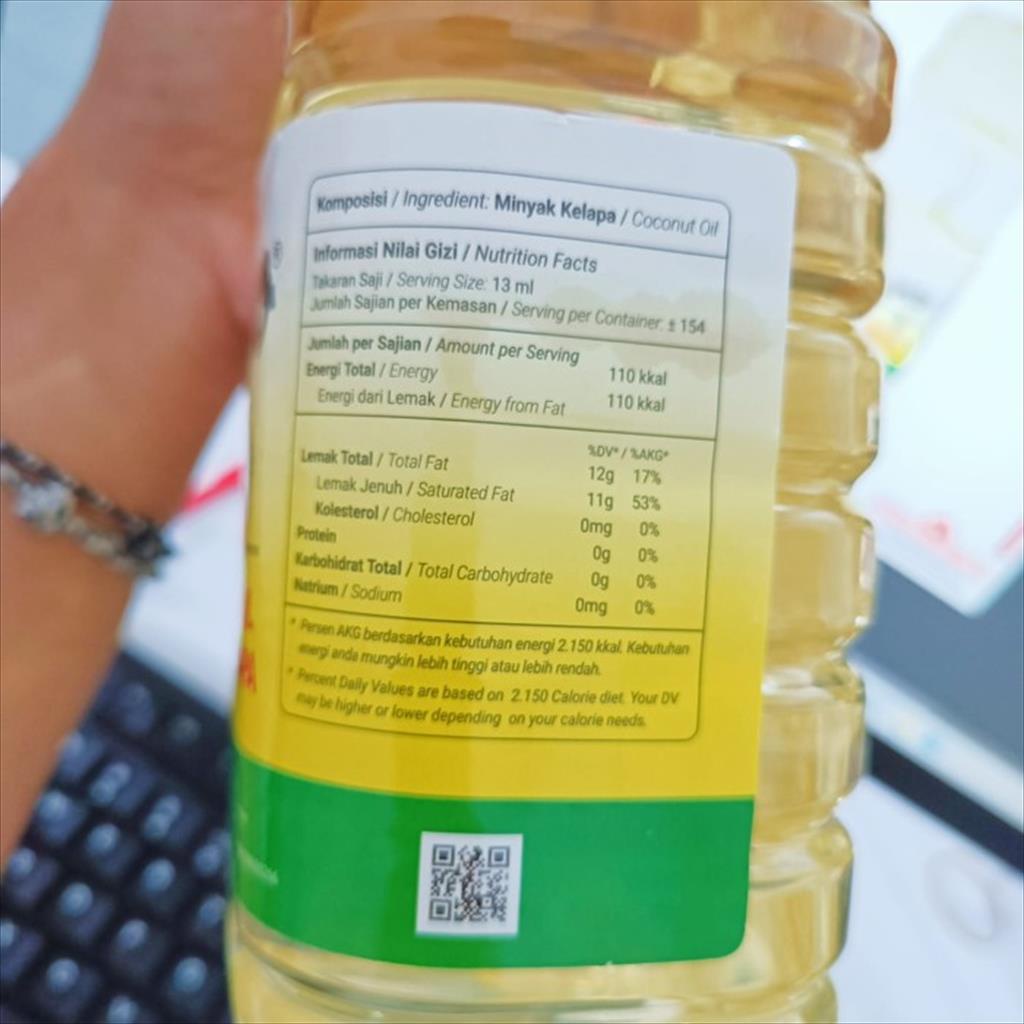 Komposisi / Ingredient: Minyak Kelapa / Coconut Oil
Informasi Nilai Gizi / Nutrition Facts
Takaran Saji / Serving Size: 13 ml
Jumlah Sajian per Kemasan / Serving per Container: ± 154
Jumlah per Sajian / Amount per Serving
Energi Total / Energy 110 kkal
Energi dari Lemak / Energy from Fat 110 kkal
%DV* / %AKG*
Lemak Total / Total Fat 12g 17%
Lemak Jenuh / Saturated Fat 11g 53%
Kolesterol / Cholesterol 0mg 0%
Protein 0g 0%
Karbohidrat Total / Total Carbohydrate 0g 0%
Natrium / Sodium 0mg 0%
* Persen AKG berdasarkan kebutuhan energi 2.150 kkal. Kebutuhan
energi anda mungkin lebih tinggi atau lebih rendah.
* Percent Daily Values are based on 2.150 Calorie diet. Your DV
may be higher or lower depending on your calorie needs.